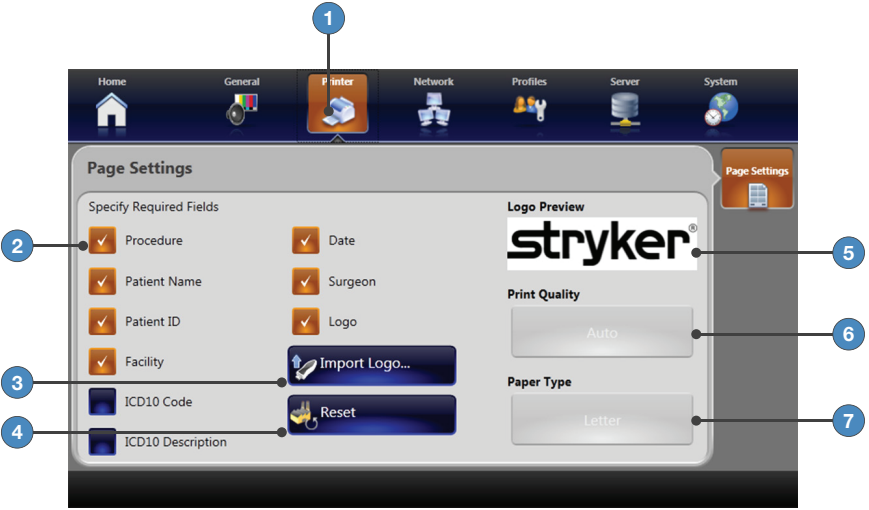 1
Home
General
Printer
Network
Profiles
Server
System
Page Settings
Page Settings
Specify Required Fields
Logo Preview
2
Procedure
Date
stryker®
5
Patient Name
Surgeon
Print Quality
Patient ID
Logo
Auto
6
Facility
Import Logo...
3
Paper Type
ICD10 Code
Reset
Letter
7
4
ICD10 Description